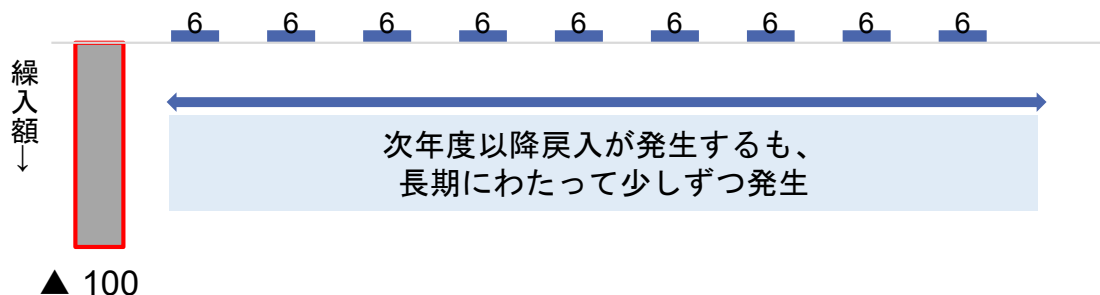 6 6 6 6 6 6 6 6 6
繰入額→
次年度以降戻入が発生するも、
長期にわたって少しずつ発生
▲ 100